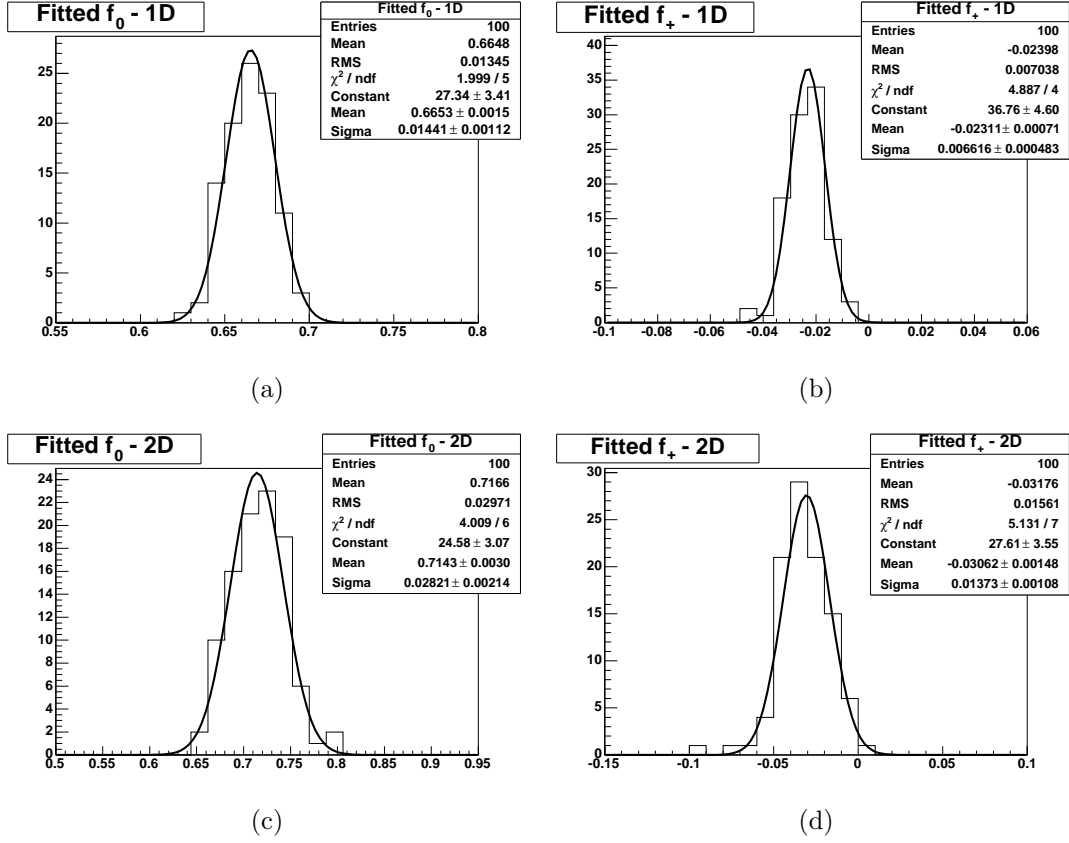 Fitted f0 - 1D
Fitted f0 - 1D
Entries 100
Mean 0.6648
RMS 0.01345
χ² / ndf 1.999 / 5
Constant 27.34 ± 3.41
Mean 0.6653 ± 0.0015
Sigma 0.01441 ± 0.00112
25
20
15
10
5
0
0.55 0.6 0.65 0.7 0.75 0.8
(a)
Fitted f+ - 1D
Fitted f+ - 1D
Entries 100
Mean -0.02398
RMS 0.007038
χ² / ndf 4.887 / 4
Constant 36.76 ± 4.60
Mean -0.02311 ± 0.00071
Sigma 0.006616 ± 0.000483
40
35
30
25
20
15
10
5
0
-0.1 -0.08 -0.06 -0.04 -0.02 0 0.02 0.04 0.06
(b)
Fitted f0 - 2D
Fitted f0 - 2D
Entries 100
Mean 0.7166
RMS 0.02971
χ² / ndf 4.009 / 6
Constant 24.58 ± 3.07
Mean 0.7143 ± 0.0030
Sigma 0.02821 ± 0.00214
24
22
20
18
16
14
12
10
8
6
4
2
0
0.5 0.55 0.6 0.65 0.7 0.75 0.8 0.85 0.9 0.95
(c)
Fitted f+ - 2D
Fitted f+ - 2D
Entries 100
Mean -0.03176
RMS 0.01561
χ² / ndf 5.131 / 7
Constant 27.61 ± 3.55
Mean -0.03062 ± 0.00148
Sigma 0.01373 ± 0.00108
30
25
20
15
10
5
0
-0.15 -0.1 -0.05 0 0.05 0.1
(d)